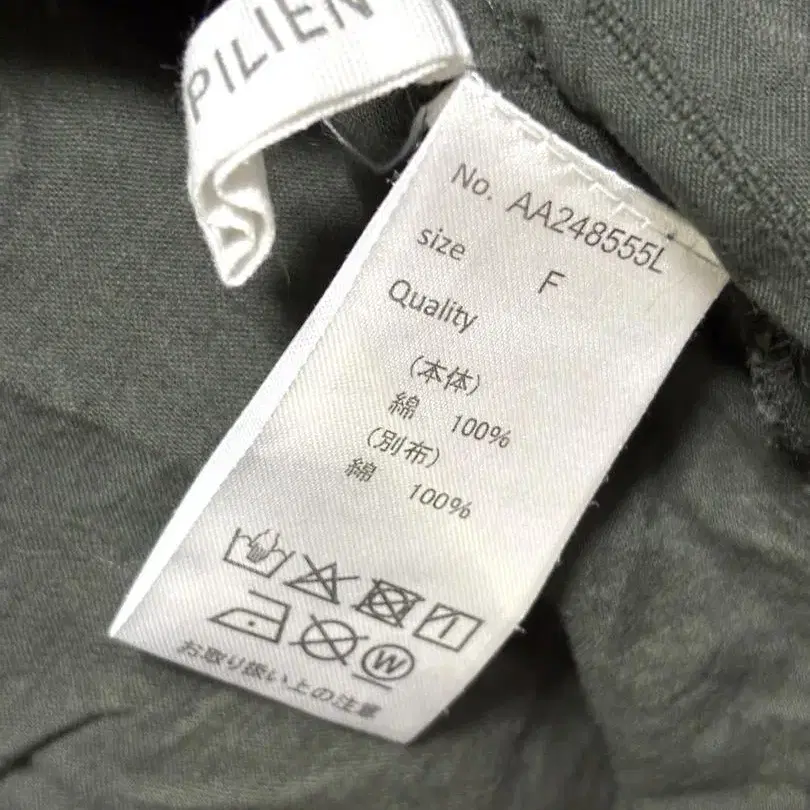 PILIEN
No. AA248555L
size F
Quality
(本体)
綿 100%
(別布)
綿 100%
W
お取り扱い上の注意